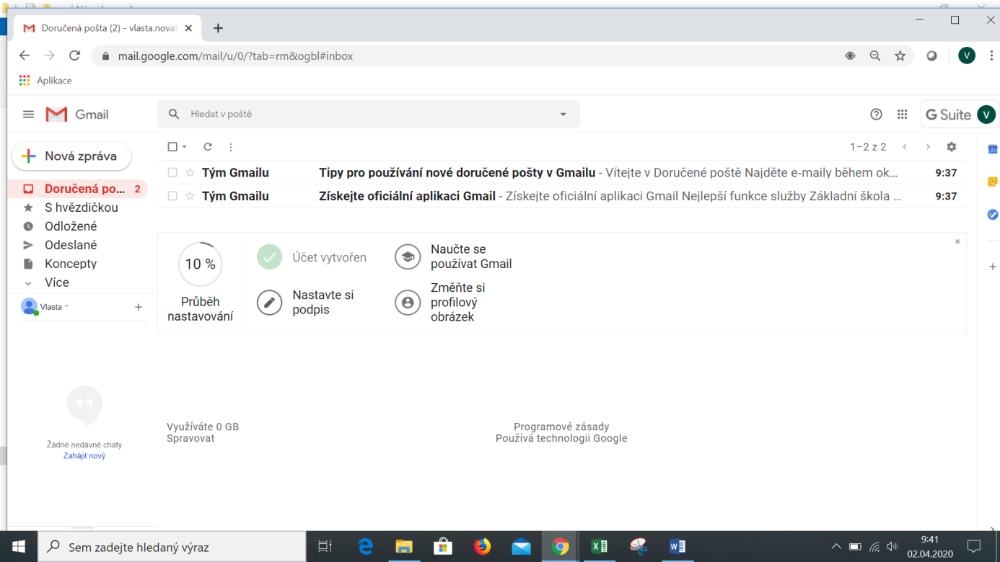 Doručená pošta (2) - vlasta.novak
mail.google.com/mail/u/0/?tab=rm&ogbl#inbox
V
Aplikace
Gmail
Hledat v poště
G Suite V
Nová zpráva
1–2 z 2
Tým Gmailu Tipy pro používání nové doručené pošty v Gmailu - Vítejte v Doručené poště Najděte e-maily během ok... 9:37
Tým Gmailu Získejte oficiální aplikaci Gmail - Získejte oficiální aplikaci Gmail Nejlepší funkce služby Základní škola ... 9:37
Doručená po... 2
S hvězdičkou
Odložené
Odeslané
Koncepty
Více
Vlasta
10 %
Průběh
nastavování
Účet vytvořen
Naučte se
používat Gmail
Nastavte si
podpis
Změňte si
profilový
obrázek
31
Žádné nedávné chaty
Zahájit nový
Využíváte 0 GB
Spravovat
Programové zásady
Používá technologii Google
Sem zadejte hledaný výraz
9:41
02.04.2020